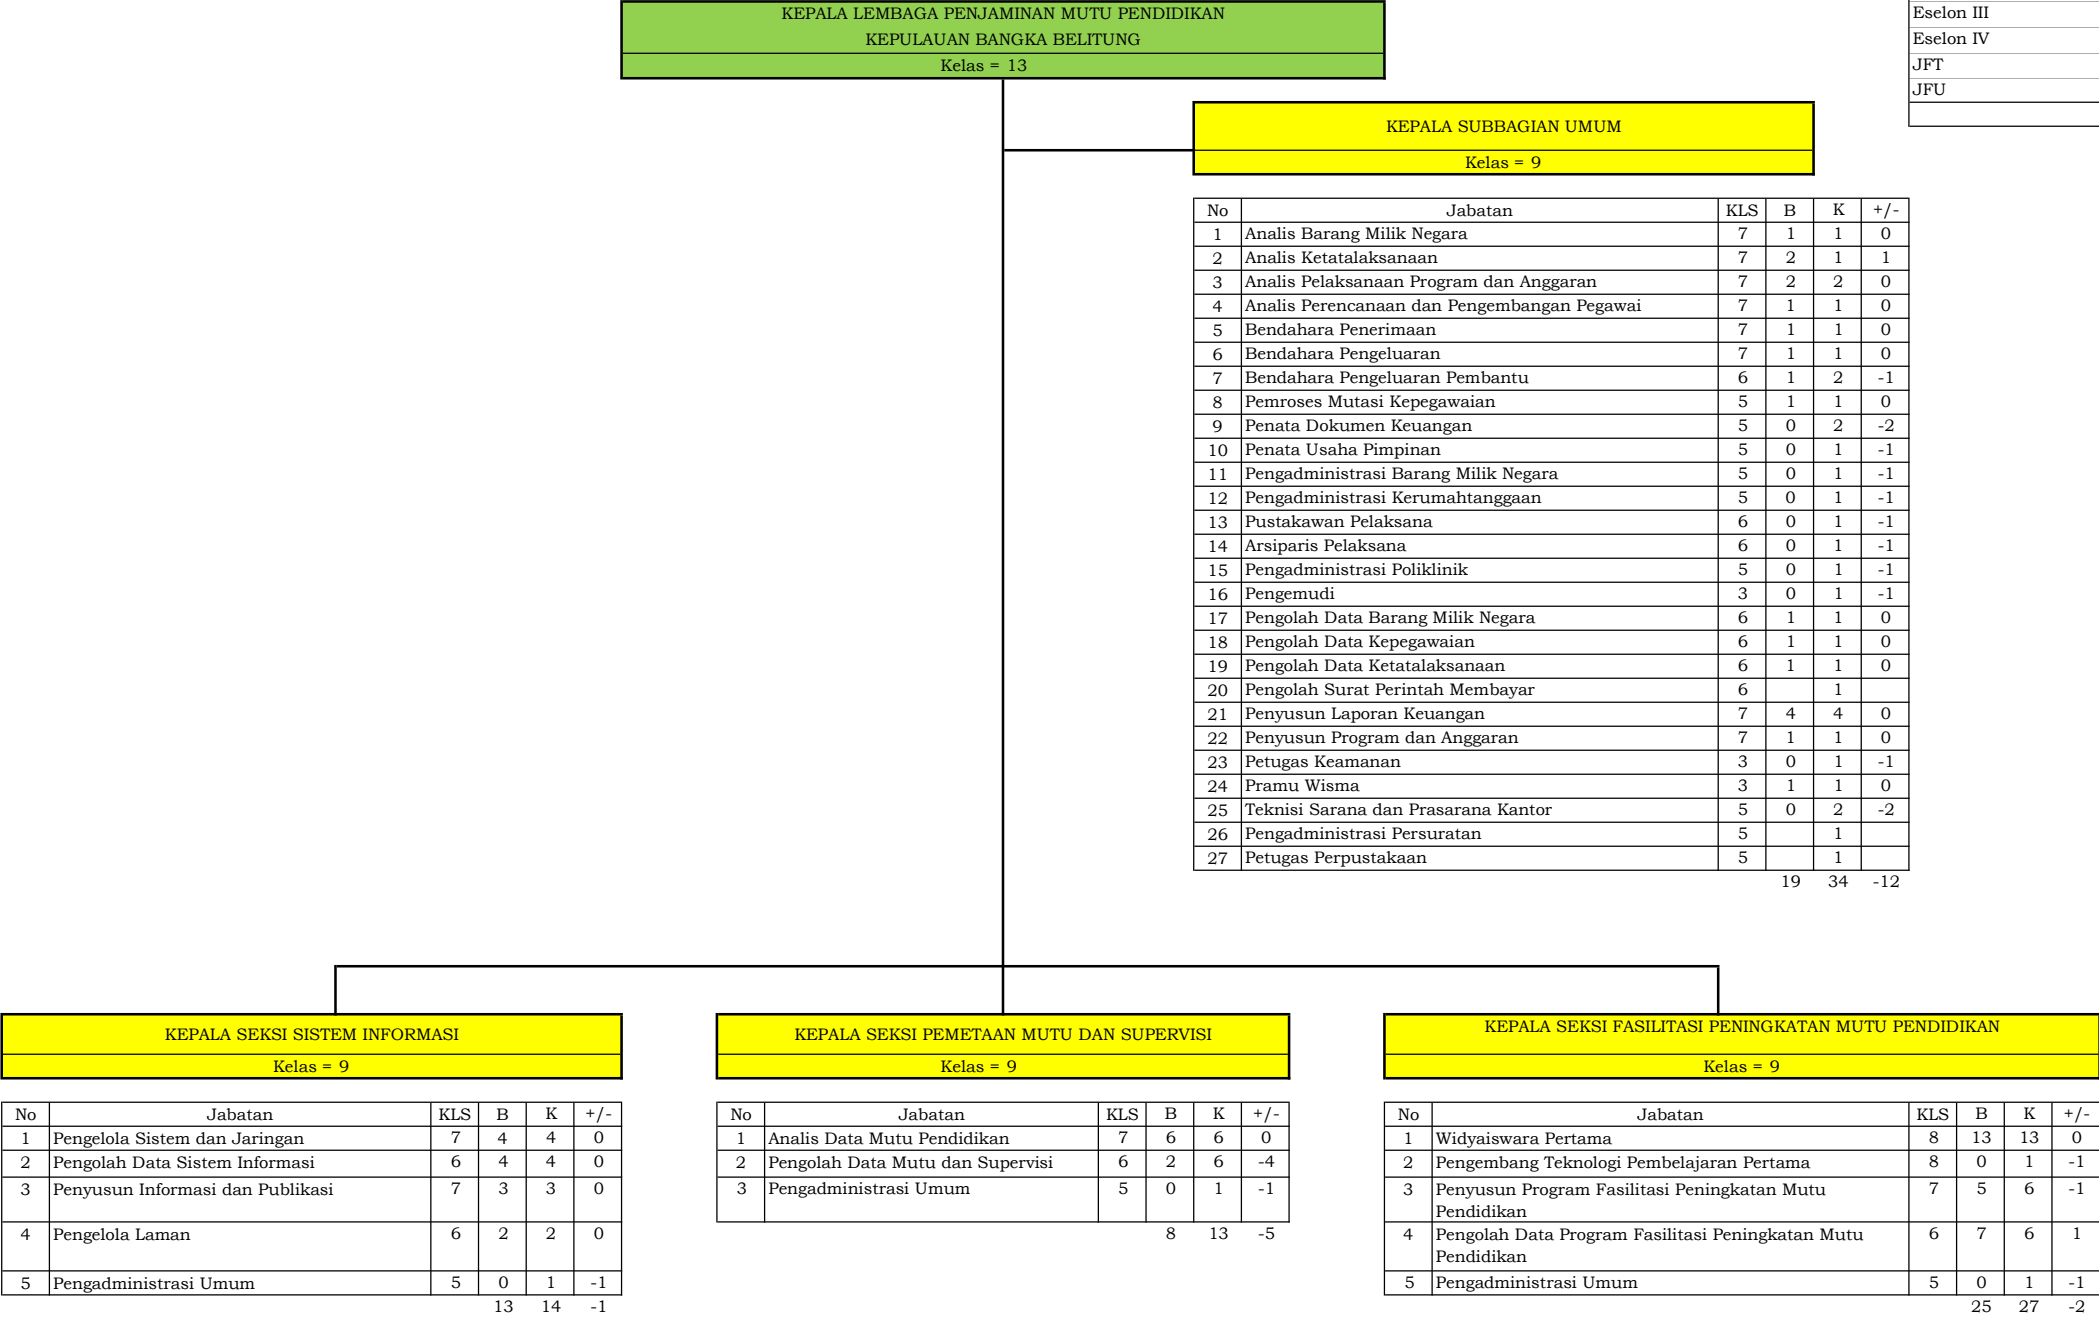 KEPALA LEMBAGA PENJAMINAN MUTU PENDIDIKAN
KEPULAUAN BANGKA BELITUNG
Kelas = 13
Eselon III
Eselon IV
JFT
JFU
KEPALA SUBBAGIAN UMUM
Kelas = 9
No Jabatan KLS B K +/-
1 Analis Barang Milik Negara 7 1 1 0
2 Analis Ketatalaksanaan 7 2 1 1
3 Analis Pelaksanaan Program dan Anggaran 7 2 2 0
4 Analis Perencanaan dan Pengembangan Pegawai 7 1 1 0
5 Bendahara Penerimaan 7 1 1 0
6 Bendahara Pengeluaran 7 1 1 0
7 Bendahara Pengeluaran Pembantu 6 1 2 -1
8 Pemroses Mutasi Kepegawaian 5 1 1 0
9 Penata Dokumen Keuangan 5 0 2 -2
10 Penata Usaha Pimpinan 5 0 1 -1
11 Pengadministrasi Barang Milik Negara 5 0 1 -1
12 Pengadministrasi Kerumahtanggaan 5 0 1 -1
13 Pustakawan Pelaksana 6 0 1 -1
14 Arsiparis Pelaksana 6 0 1 -1
15 Pengadministrasi Poliklinik 5 0 1 -1
16 Pengemudi 3 0 1 -1
17 Pengolah Data Barang Milik Negara 6 1 1 0
18 Pengolah Data Kepegawaian 6 1 1 0
19 Pengolah Data Ketatalaksanaan 6 1 1 0
20 Pengolah Surat Perintah Membayar 6 1
21 Penyusun Laporan Keuangan 7 4 4 0
22 Penyusun Program dan Anggaran 7 1 1 0
23 Petugas Keamanan 3 0 1 -1
24 Pramu Wisma 3 1 1 0
25 Teknisi Sarana dan Prasarana Kantor 5 0 2 -2
26 Pengadministrasi Persuratan 5 1
27 Petugas Perpustakaan 5 1
19 34 -12
KEPALA SEKSI SISTEM INFORMASI
Kelas = 9
No Jabatan KLS B K +/-
1 Pengelola Sistem dan Jaringan 7 4 4 0
2 Pengolah Data Sistem Informasi 6 4 4 0
3 Penyusun Informasi dan Publikasi 7 3 3 0
4 Pengelola Laman 6 2 2 0
5 Pengadministrasi Umum 5 0 1 -1
13 14 -1
KEPALA SEKSI PEMETAAN MUTU DAN SUPERVISI
Kelas = 9
No Jabatan KLS B K +/-
1 Analis Data Mutu Pendidikan 7 6 6 0
2 Pengolah Data Mutu dan Supervisi 6 2 6 -4
3 Pengadministrasi Umum 5 0 1 -1
8 13 -5
KEPALA SEKSI FASILITASI PENINGKATAN MUTU PENDIDIKAN
Kelas = 9
No Jabatan KLS B K +/-
1 Widyaiswara Pertama 8 13 13 0
2 Pengembang Teknologi Pembelajaran Pertama 8 0 1 -1
3 Penyusun Program Fasilitasi Peningkatan Mutu 7 5 6 -1
Pendidikan
4 Pengolah Data Program Fasilitasi Peningkatan Mutu 6 7 6 1
Pendidikan
5 Pengadministrasi Umum 5 0 1 -1
25 27 -2